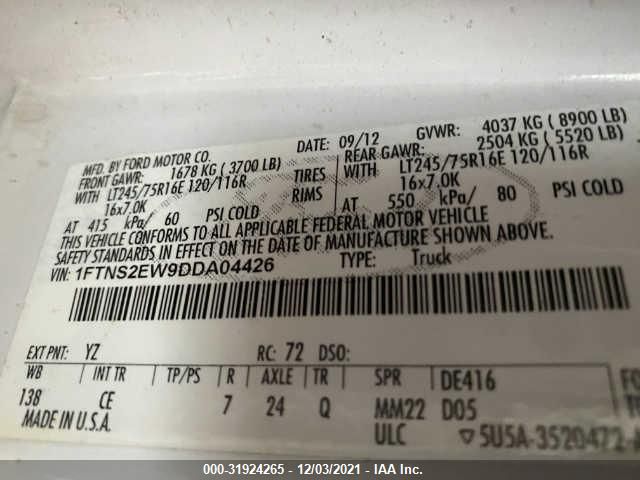 MFD. BY FORD MOTOR CO. DATE: 09/12 GVWR: 4037 KG ( 8900 LB)
FRONT GAWR: 1678 KG ( 3700 LB) REAR GAWR: 2504 KG ( 5520 LB)
WITH LT245/75R16E 120/116R TIRES WITH LT245/75R16E 120/116R
16x7.0K RIMS 16x7.0K
AT 415 kPa/ 60 PSI COLD AT 550 kPa/ 80 PSI COLD
THIS VEHICLE CONFORMS TO ALL APPLICABLE FEDERAL MOTOR VEHICLE
SAFETY STANDARDS IN EFFECT ON THE DATE OF MANUFACTURE SHOWN ABOVE.
VIN: 1FTNS2EW9DDA04426 TYPE: Truck
EXT PNT: YZ RC: 72 DSO:
WB INT TR TP/PS R AXLE TR SPR DE416
138 CE 7 24 Q MM22 D05
MADE IN U.S.A. ULC 5U5A-3520472-
000-31924265 - 12/03/2021 - IAA Inc.